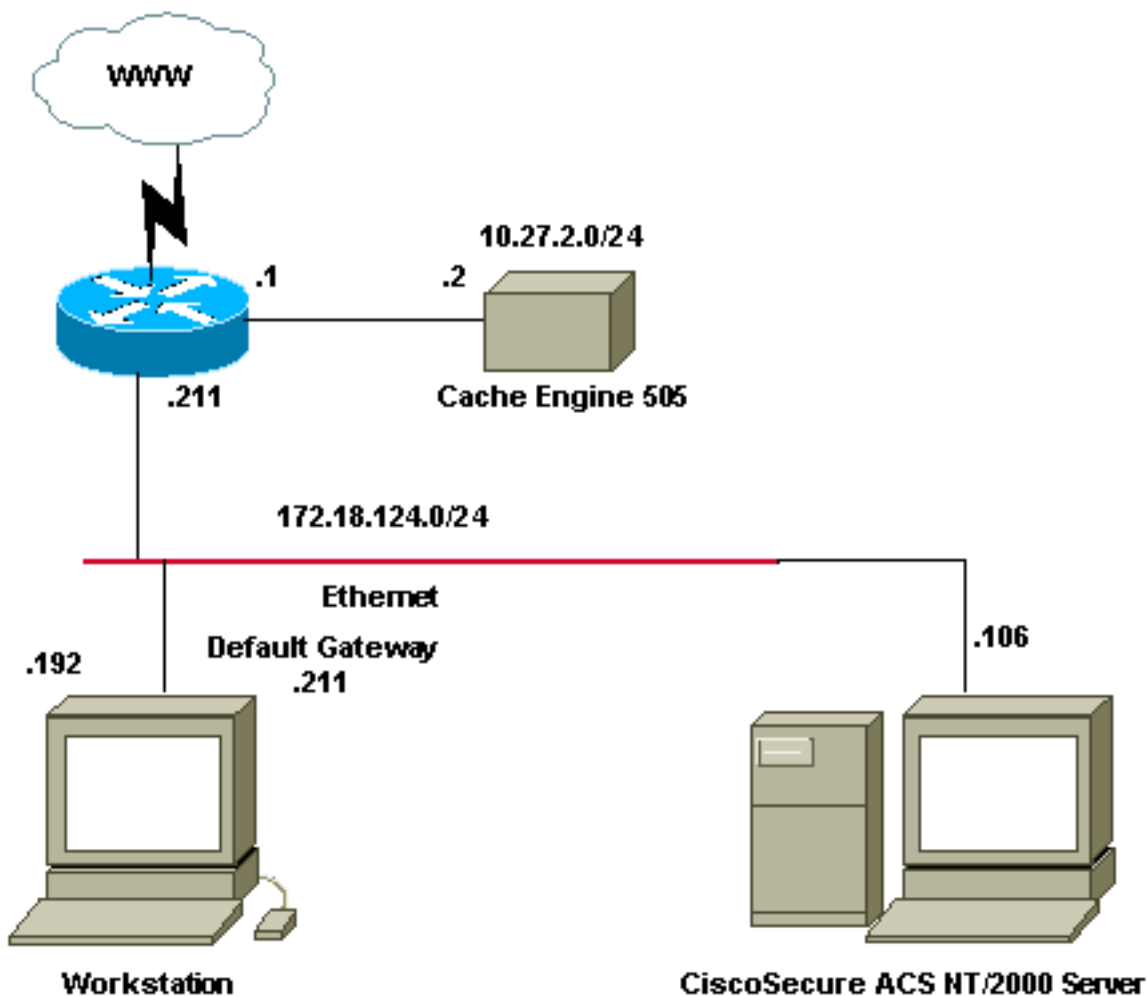 WWW
10.27.2.0/24
.1
.2
.211
Cache Engine 505
172.18.124.0/24
Ethernet
.192
Default Gateway
.211
.106
Workstation
CiscoSecure ACS NT/2000 Server